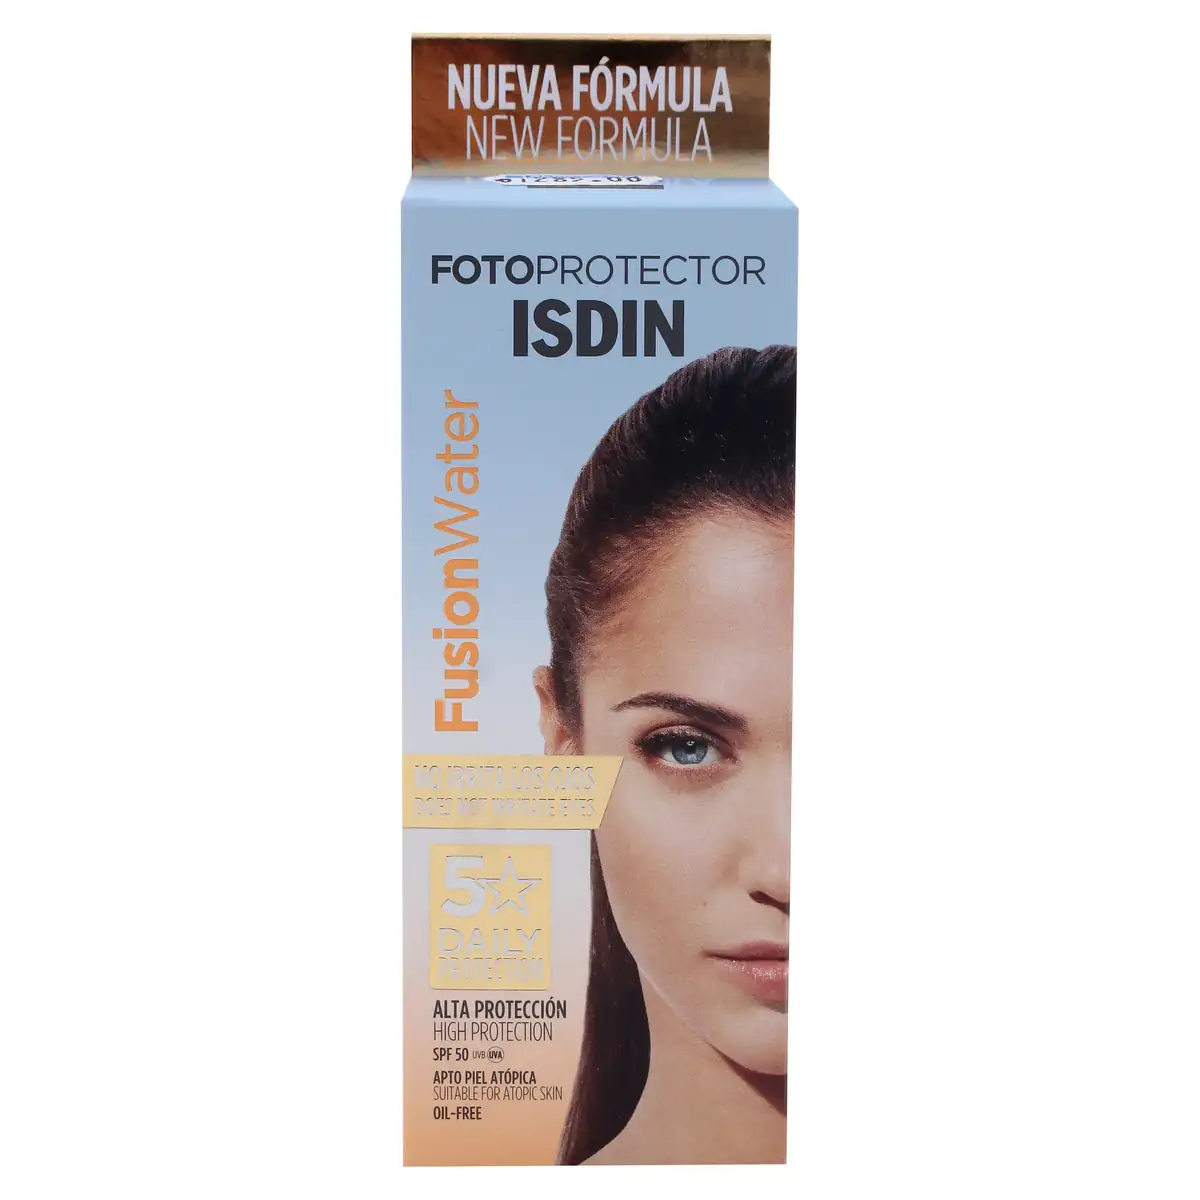 NUEVA FÓRMULA
NEW FORMULA
FOTOPROTECTOR
ISDIN
FusionWater
NO IRRITA LOS OJOS
DOES NOT IRRITATE EYES
5☆
DAILY
PROTECTION
ALTA PROTECCIÓN
HIGH PROTECTION
SPF 50 UVB UVA
APTO PIEL ATÓPICA
SUITABLE FOR ATOPIC SKIN
OIL-FREE